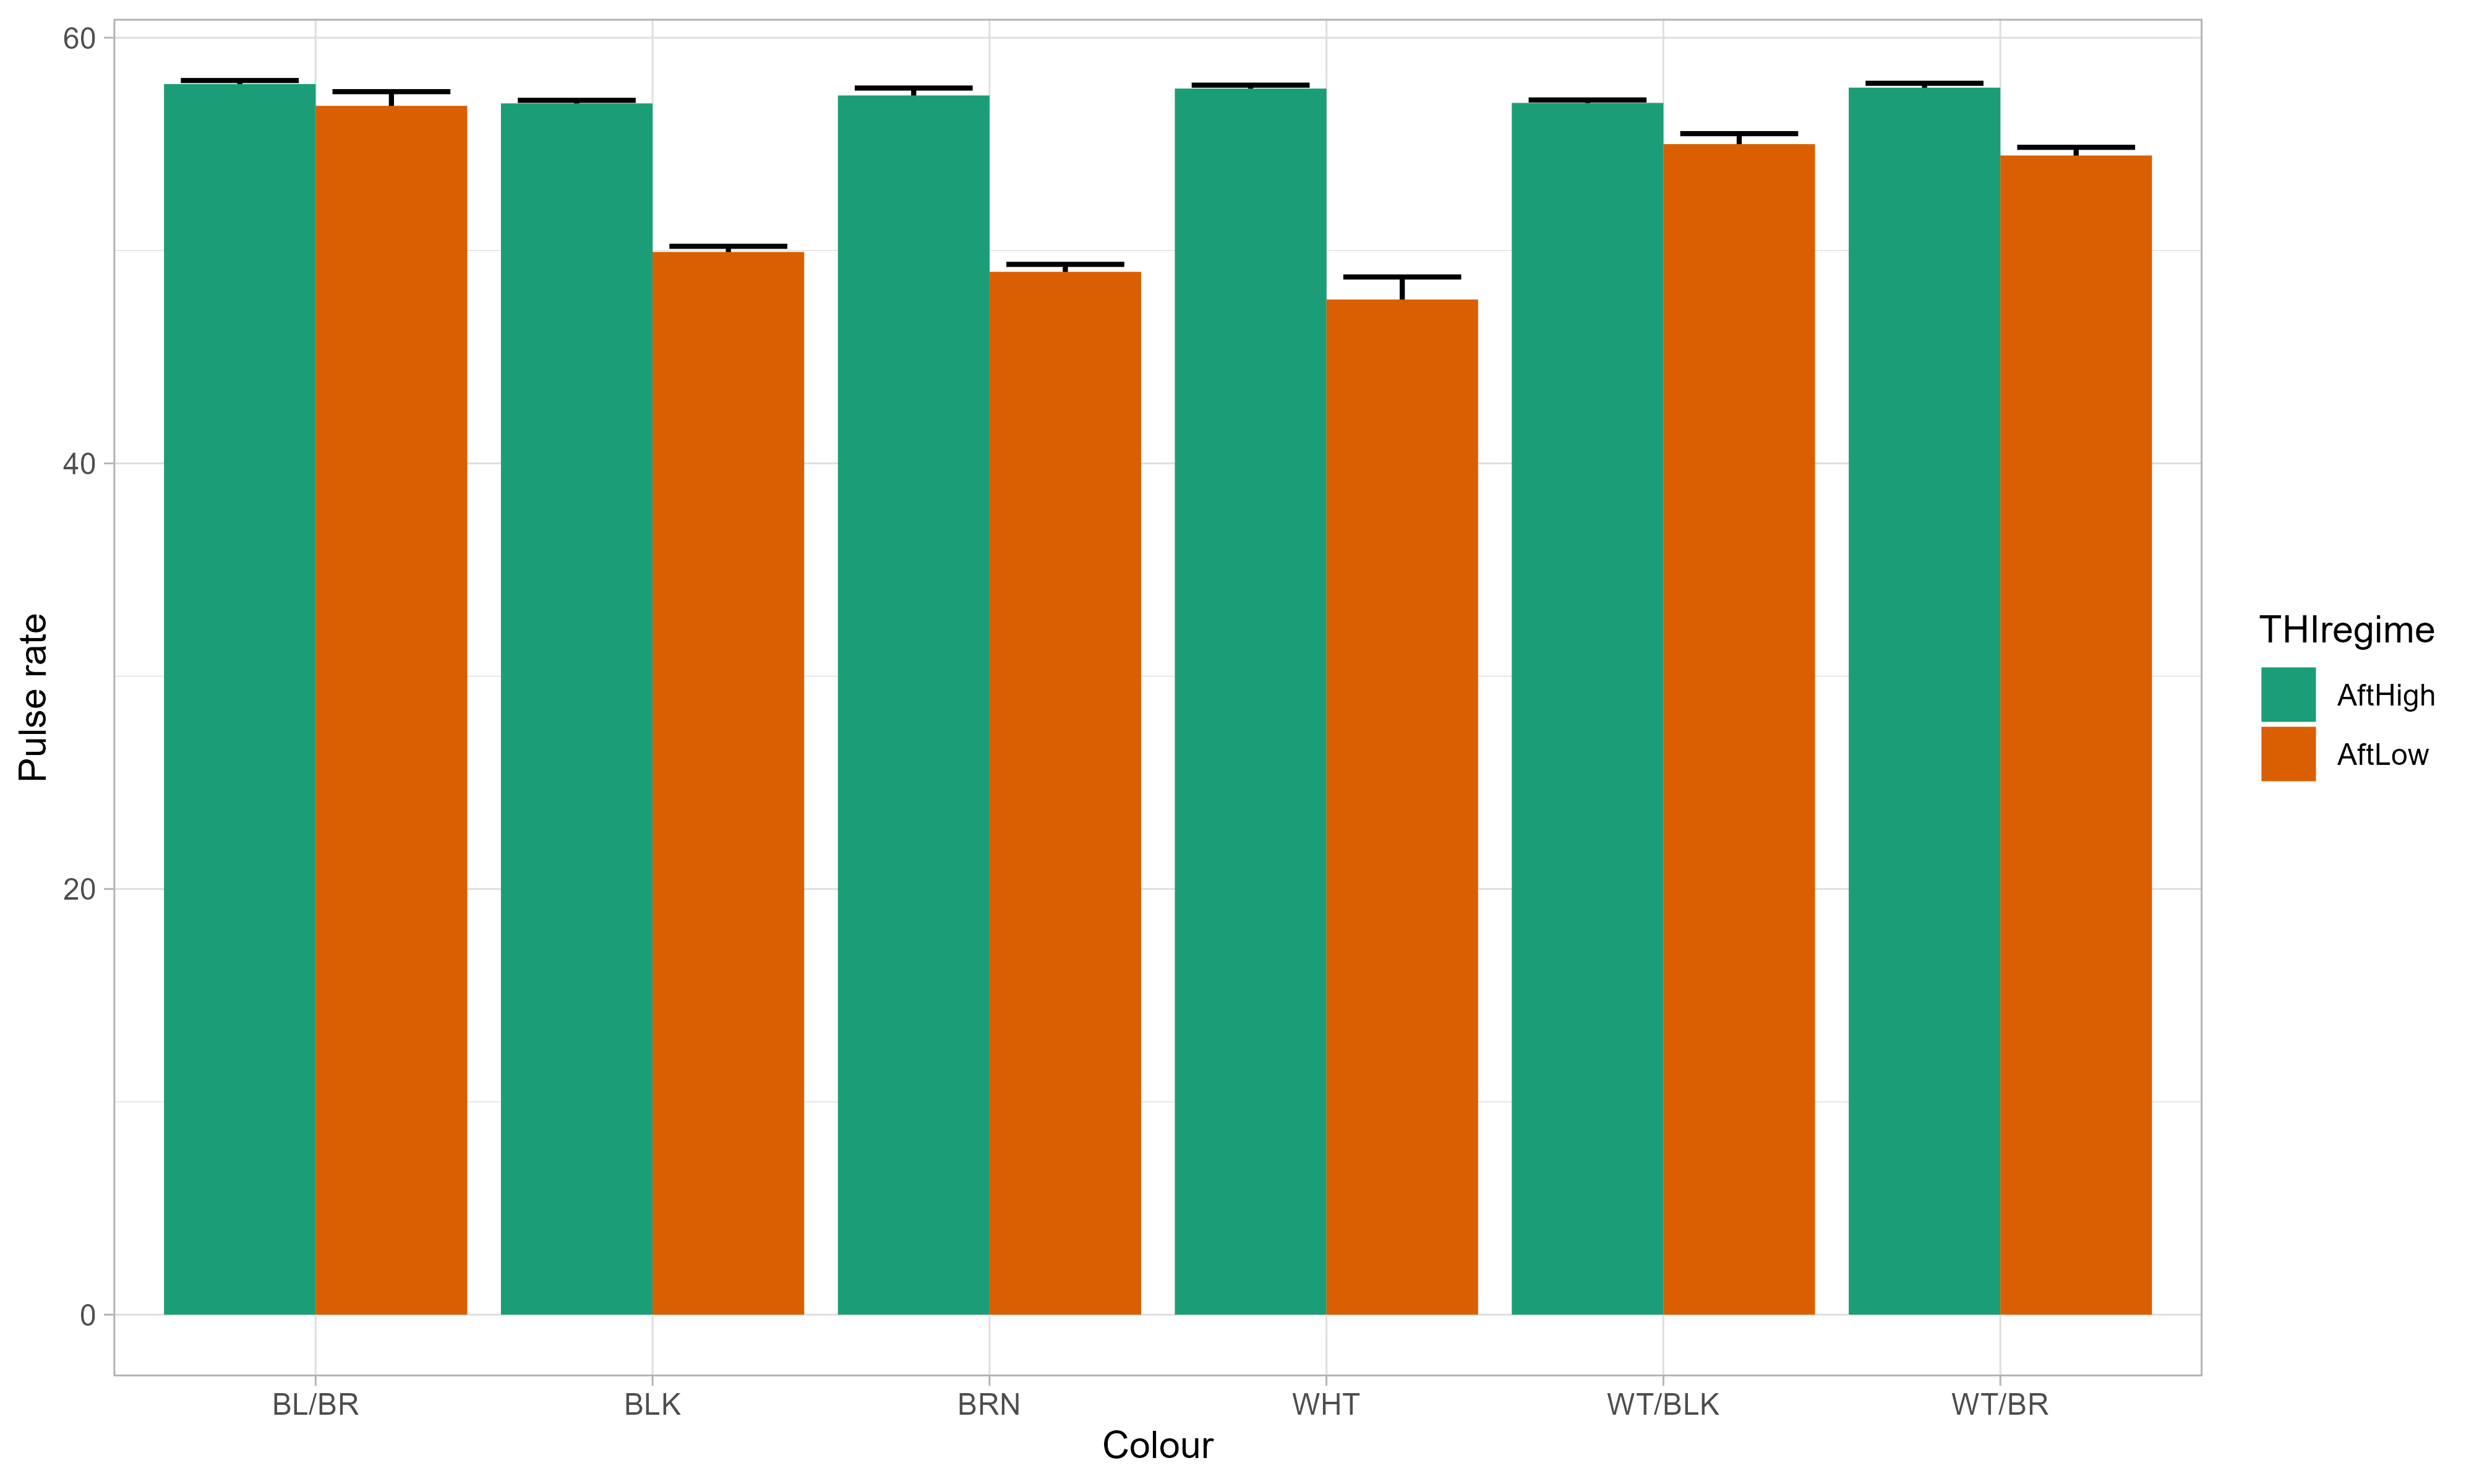 60
40
20
0
Pulse rate
BL/BR BLK BRN WHT WT/BLK WT/BR
Colour
THIregime
AftHigh
AftLow